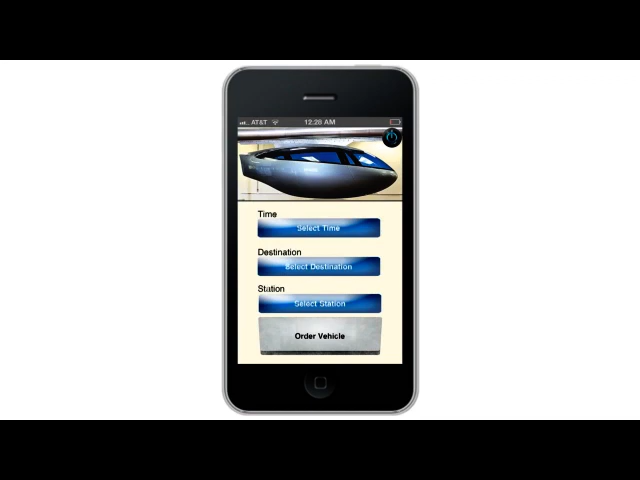 AT&T 12:28 AM
Time
Select Time
Destination
Select Destination
Station
Select Station
Order Vehicle